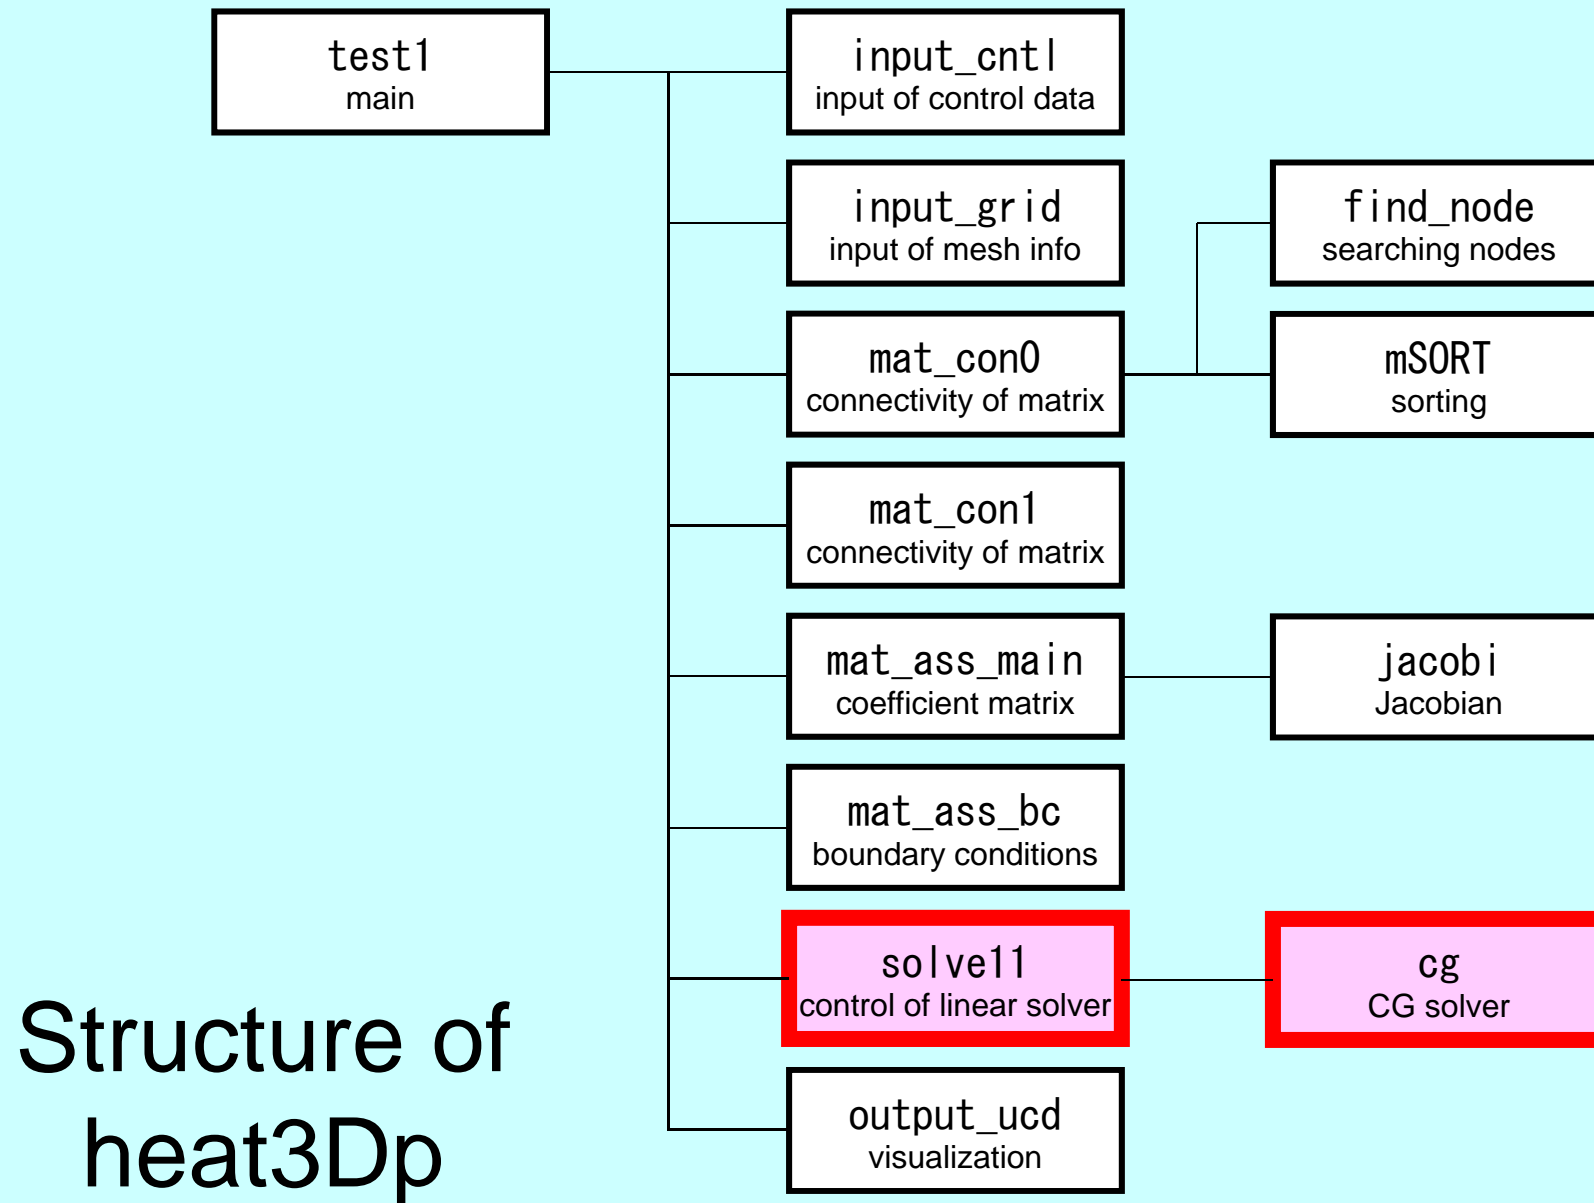 test1
main
input_cntl
input of control data
input_grid
input of mesh info
find_node
searching nodes
mat_con0
connectivity of matrix
mSORT
sorting
mat_con1
connectivity of matrix
mat_ass_main
coefficient matrix
jacobi
Jacobian
mat_ass_bc
boundary conditions
solve11
control of linear solver
cg
CG solver
output_ucd
visualization
Structure of
heat3Dp